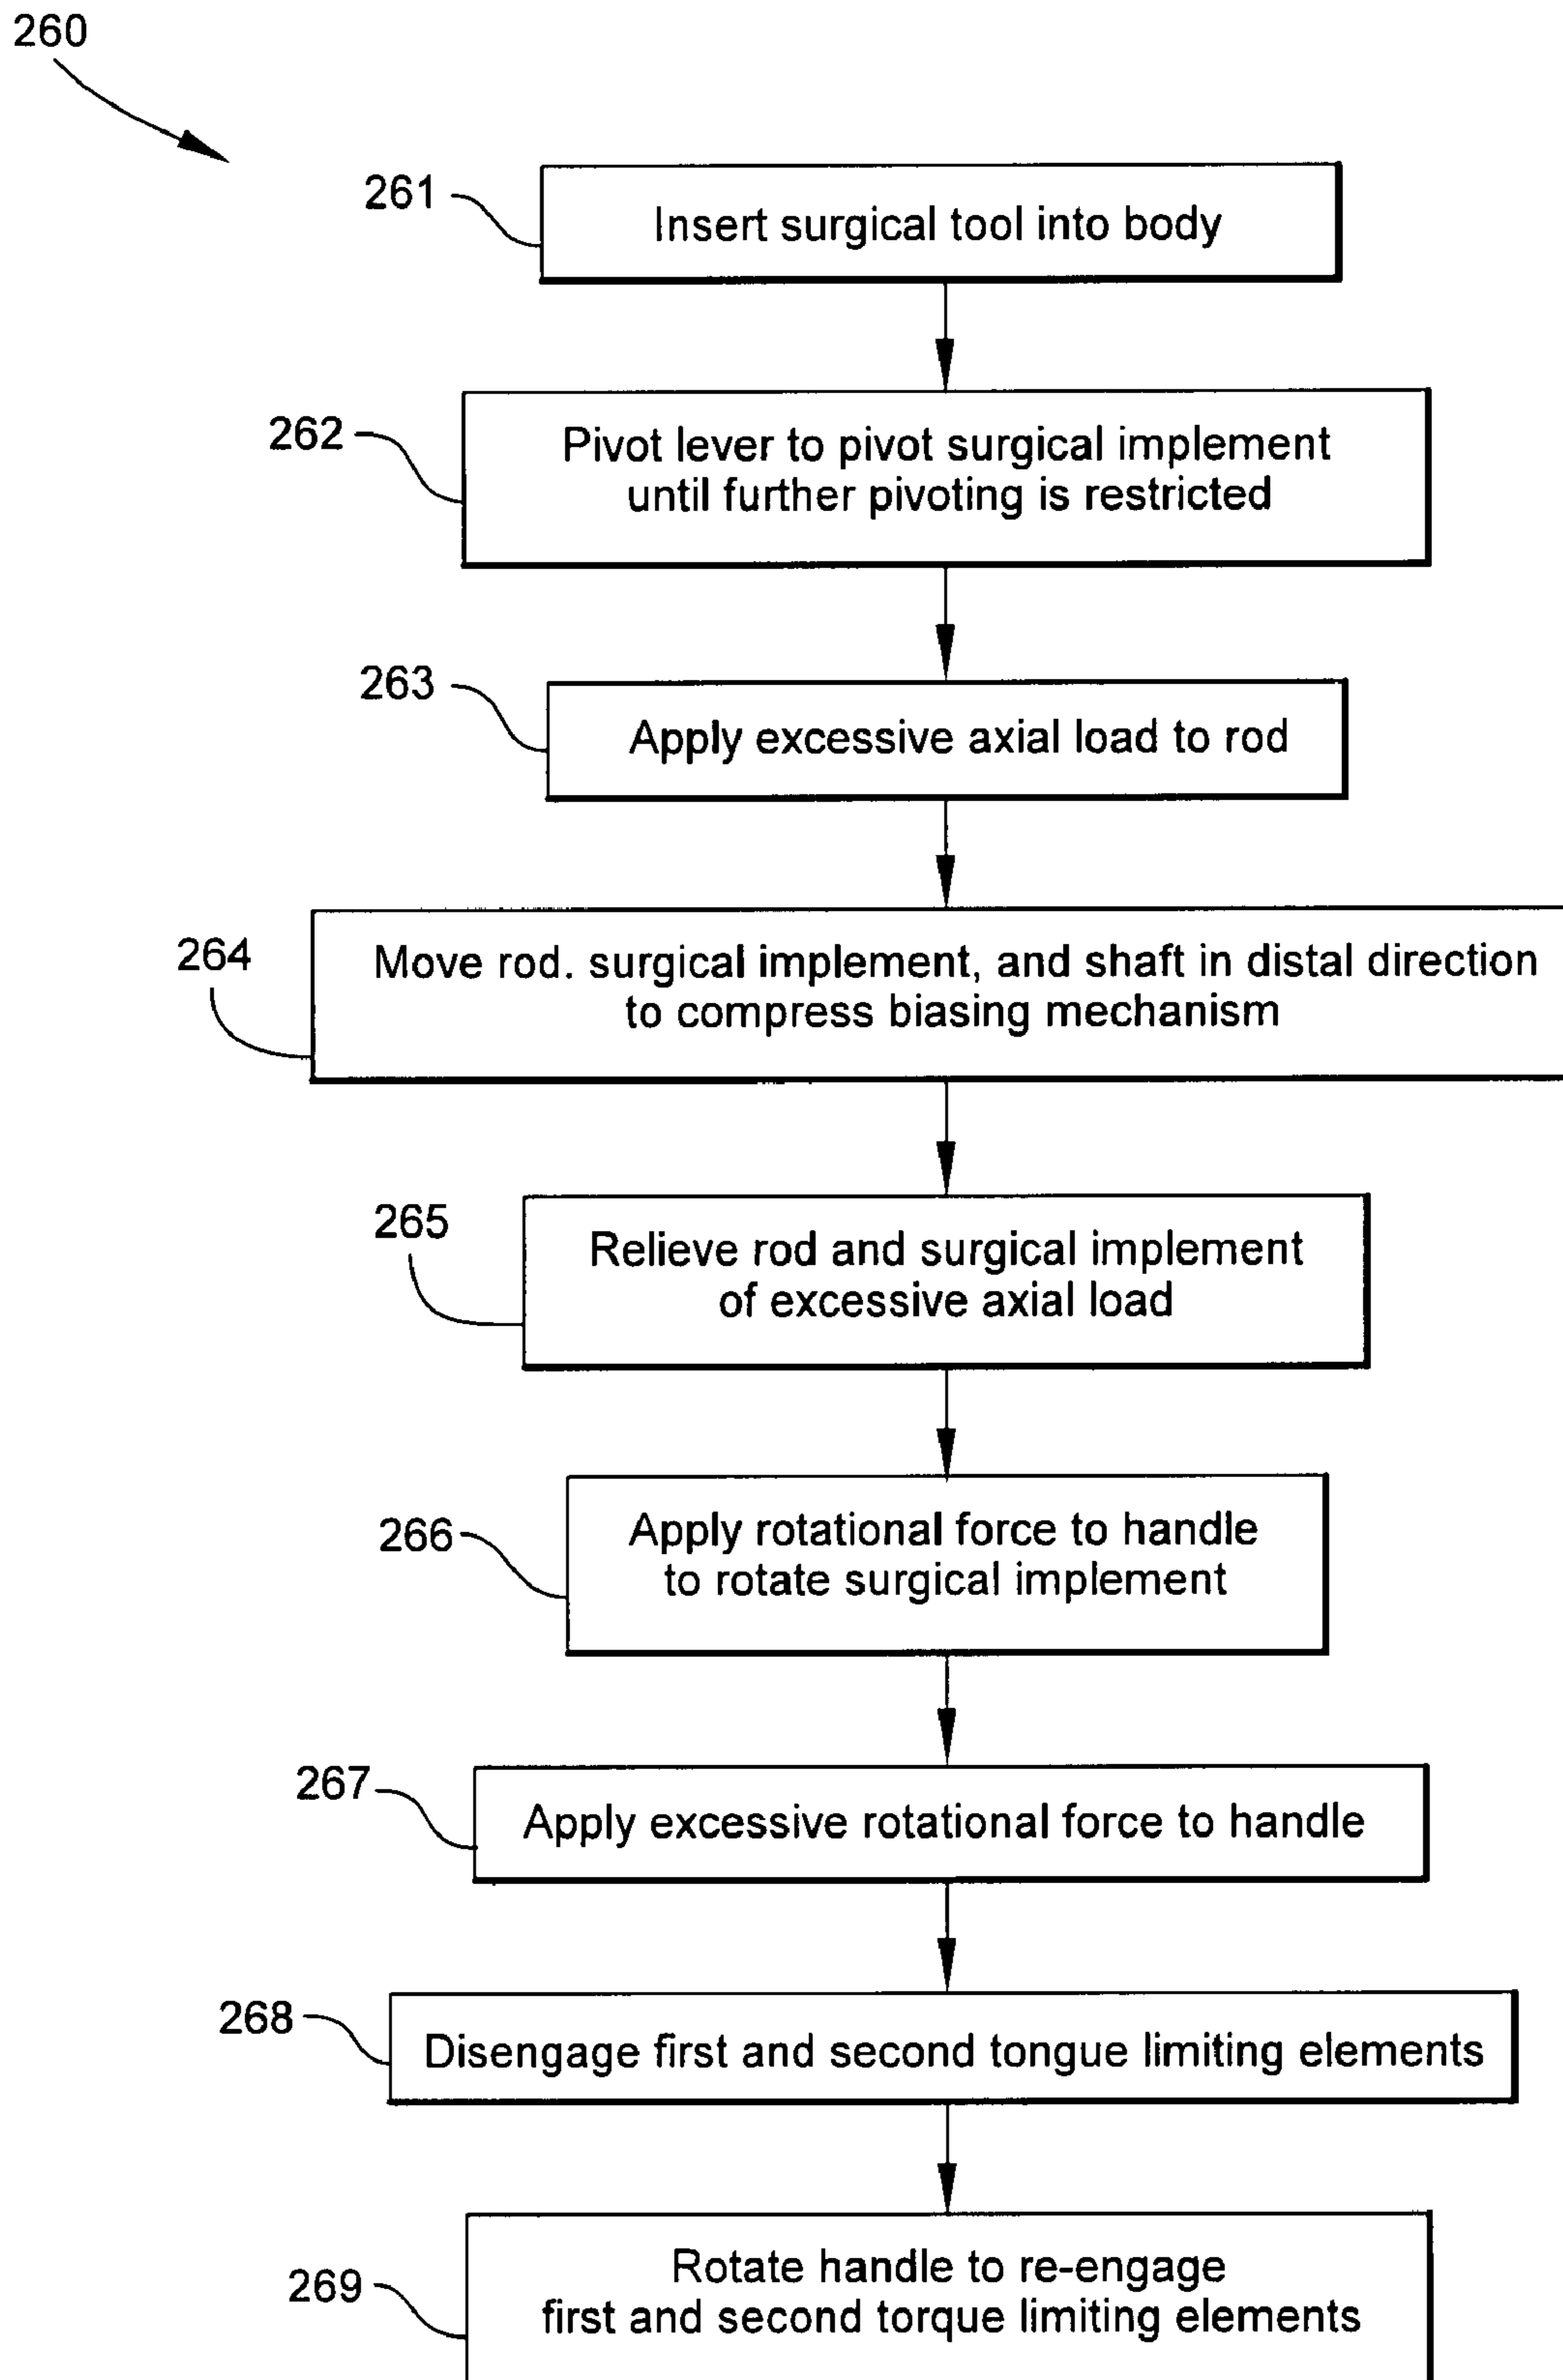 260
261
Insert surgical tool into body
262
Pivot lever to pivot surgical implement
until further pivoting is restricted
263
Apply excessive axial load to rod
264
Move rod. surgical implement, and shaft in distal direction
to compress biasing mechanism
265
Relieve rod and surgical implement
of excessive axial load
266
Apply rotational force to handle
to rotate surgical implement
267
Apply excessive rotational force to handle
268
Disengage first and second tongue limiting elements
269
Rotate handle to re-engage
first and second torque limiting elements